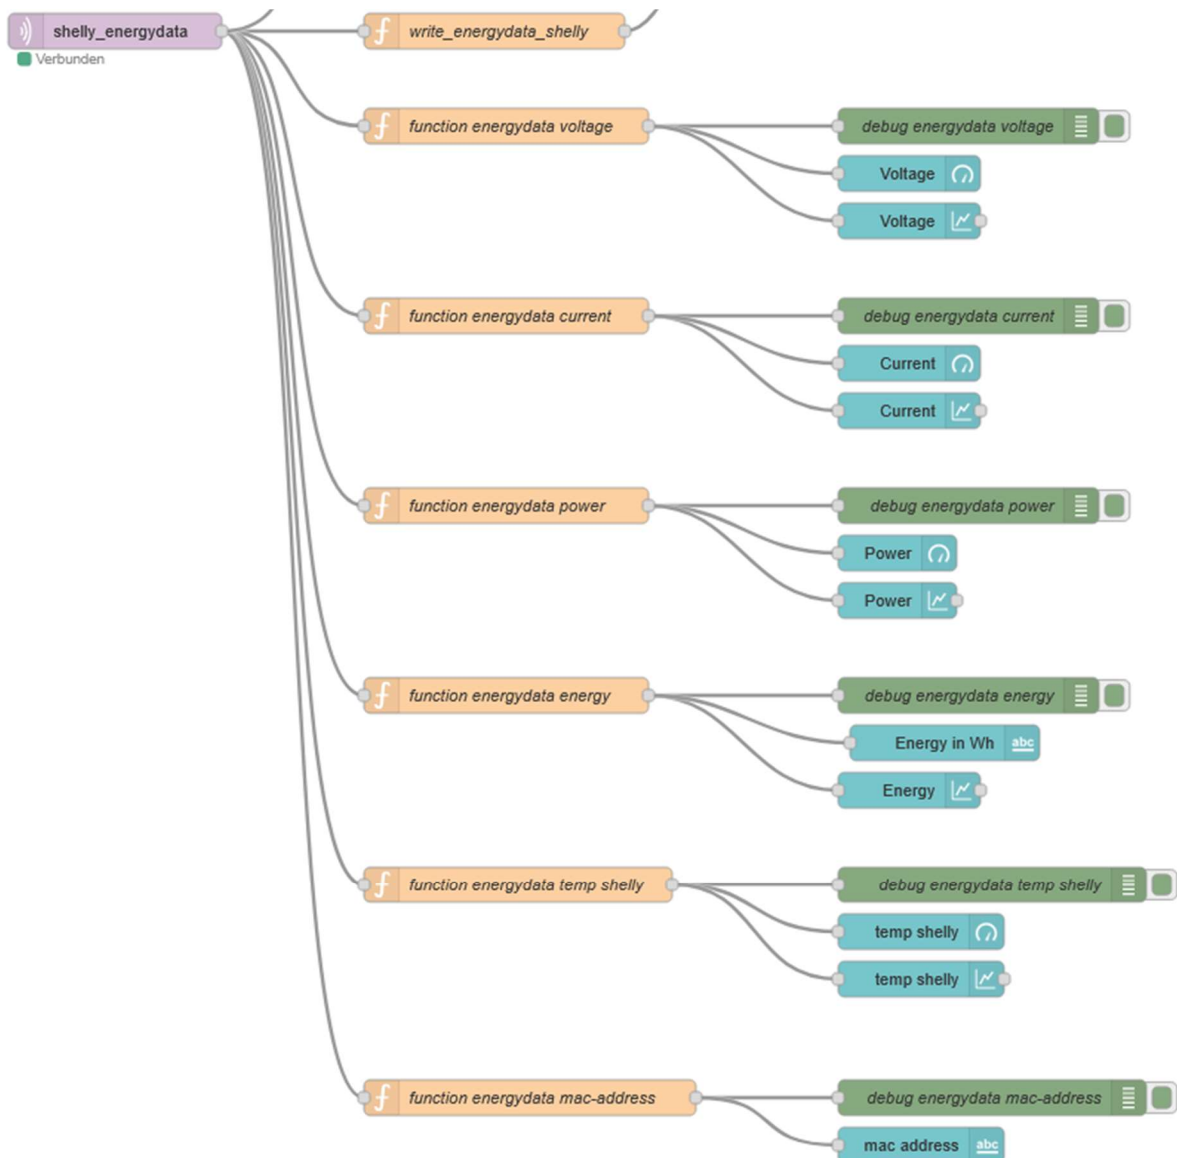 shelly_energydata
write_energydata_shelly
Verbunden
function energydata voltage
debug energydata voltage
Voltage
Voltage
function energydata current
debug energydata current
Current
Current
function energydata power
debug energydata power
Power
Power
function energydata energy
debug energydata energy
Energy in Wh
abc
Energy
function energydata temp shelly
debug energydata temp shelly
temp shelly
temp shelly
function energydata mac-address
debug energydata mac-address
mac address
abc